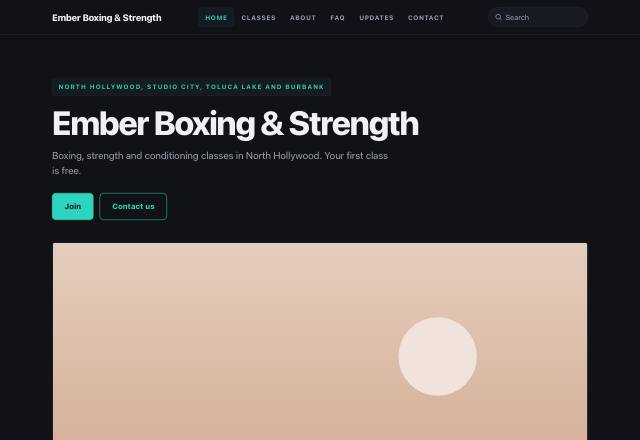 Ember Boxing & Strength
HOME CLASSES ABOUT FAQ UPDATES CONTACT
Search
NORTH HOLLYWOOD, STUDIO CITY, TOLUCA LAKE AND BURBANK
Ember Boxing & Strength
Boxing, strength and conditioning classes in North Hollywood. Your first class
is free.
Join
Contact us